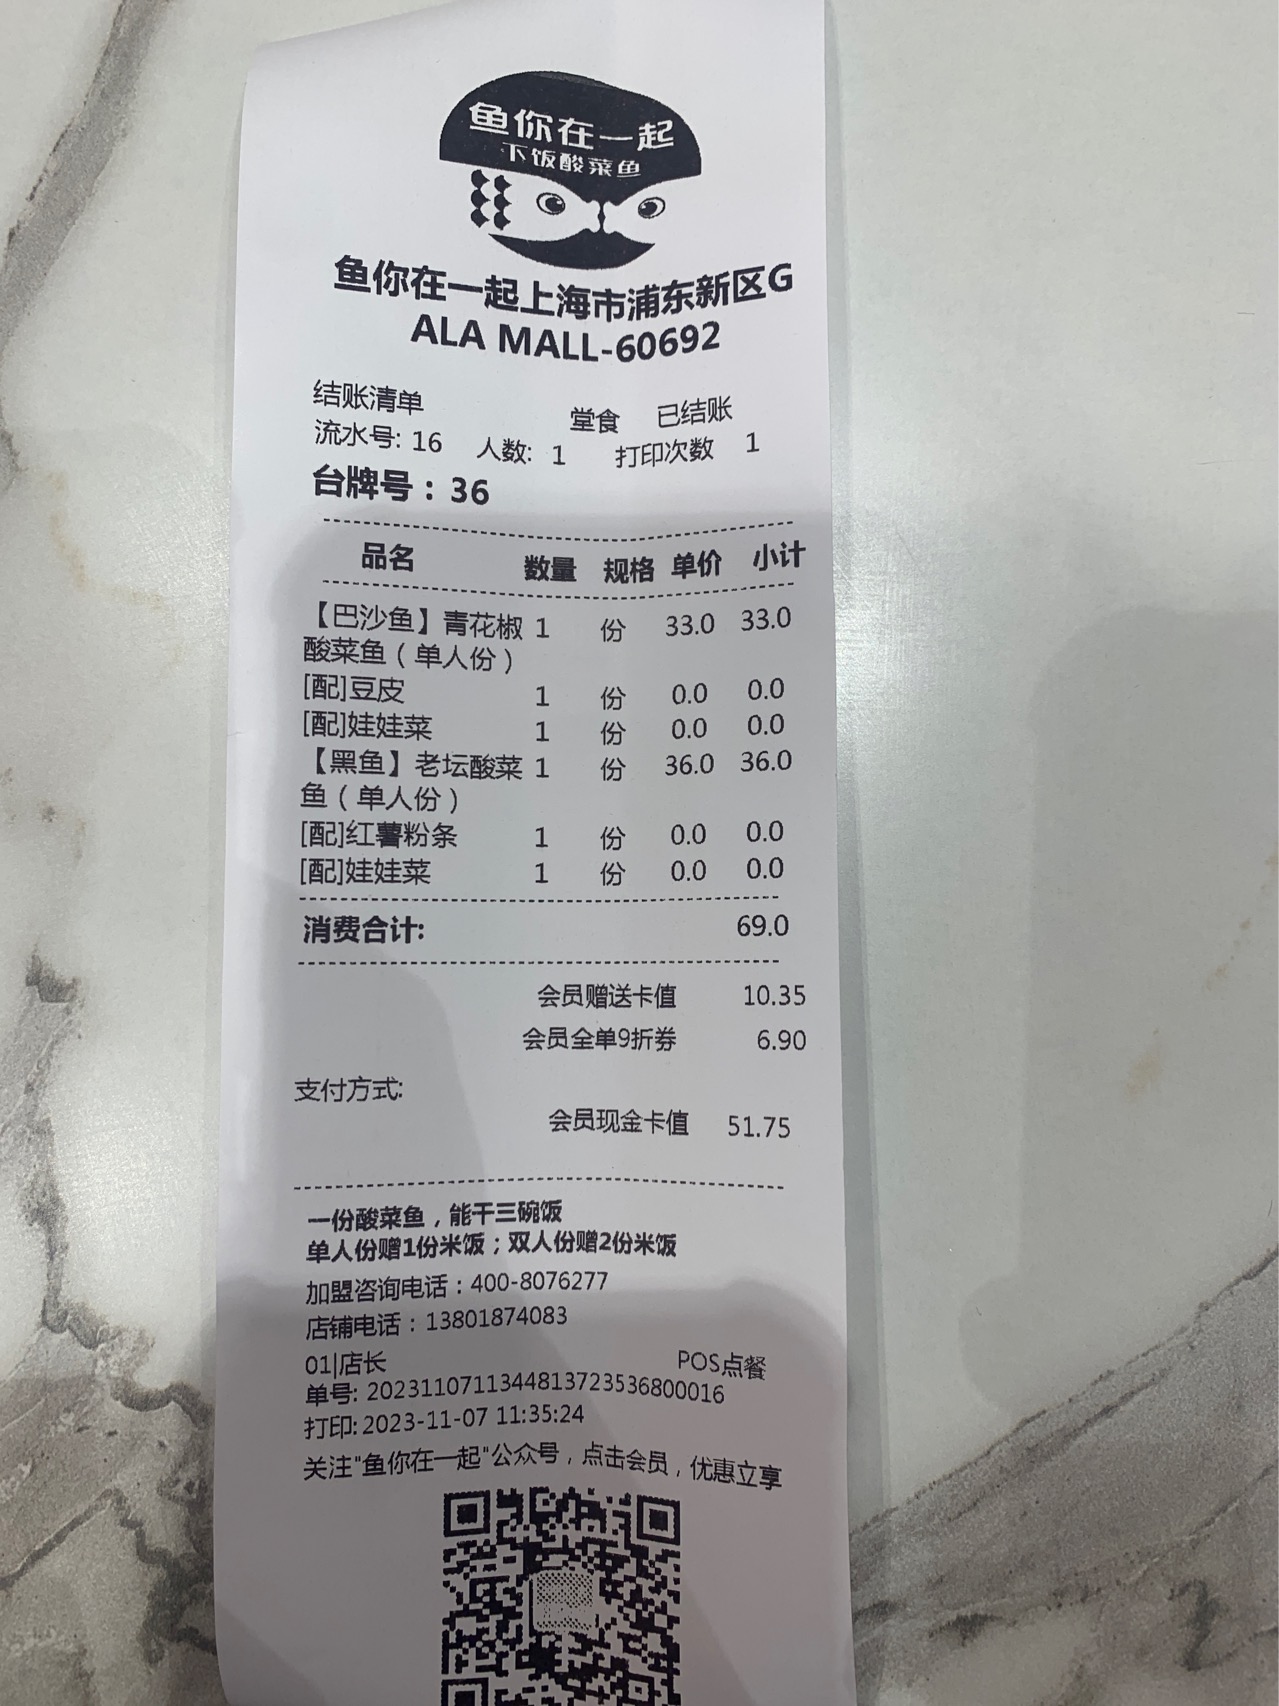 鱼你在一起
下饭酸菜鱼
鱼你在一起上海市浦东新区G
ALA MALL-60692
结账清单 堂食 已结账
流水号: 16 人数: 1 打印次数 1
台牌号：36
品名 数量 规格 单价 小计
【巴沙鱼】青花椒 1 份 33.0 33.0
酸菜鱼（单人份）
[配]豆皮 1 份 0.0 0.0
[配]娃娃菜 1 份 0.0 0.0
【黑鱼】老坛酸菜 1 份 36.0 36.0
鱼（单人份）
[配]红薯粉条 1 份 0.0 0.0
[配]娃娃菜 1 份 0.0 0.0
消费合计: 69.0
会员赠送卡值 10.35
会员全单9折券 6.90
支付方式:
会员现金卡值 51.75
一份酸菜鱼，能干三碗饭
单人份赠1份米饭；双人份赠2份米饭
加盟咨询电话：400-8076277
店铺电话：13801874083
01|店长 POS点餐
单号: 20231107113448137235368000​16
打印: 2023-11-07 11:35:24
关注"鱼你在一起"公众号，点击会员，优惠立享